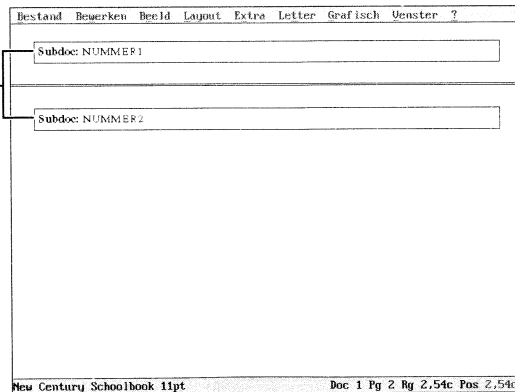 Bestand Bewerken Beeld Layout Extra Letter Grafisch Venster ?
Subdoc: NUMMER1
Subdoc: NUMMER2
New Century Schoolbook 11pt Doc 1 Pg 2 Rg 2,54c Pos 2,54c